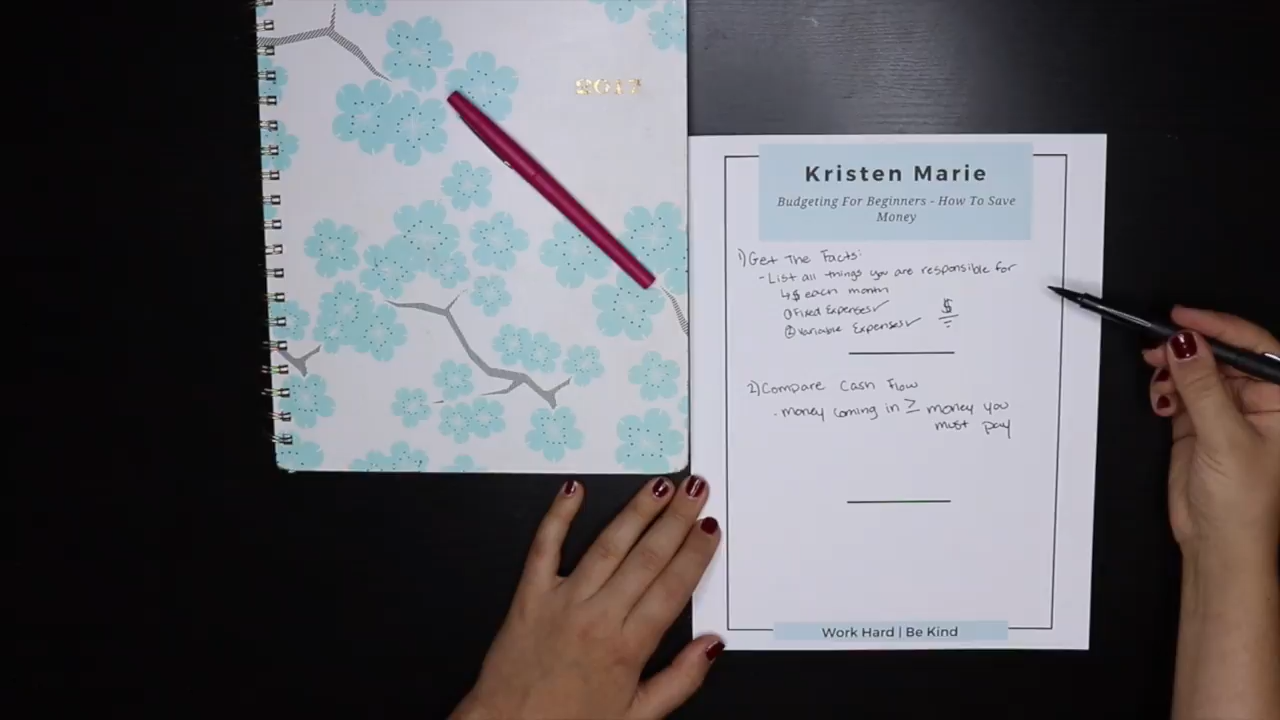 2017
Kristen Marie
Budgeting For Beginners - How To Save
Money
1) Get The Facts:
- List all things you are responsible for
↳ $ each month
① Fixed Expenses ✓
② Variable Expenses ✓
$
2) Compare Cash Flow
- money coming in ≥ money you
must pay
Work Hard | Be Kind